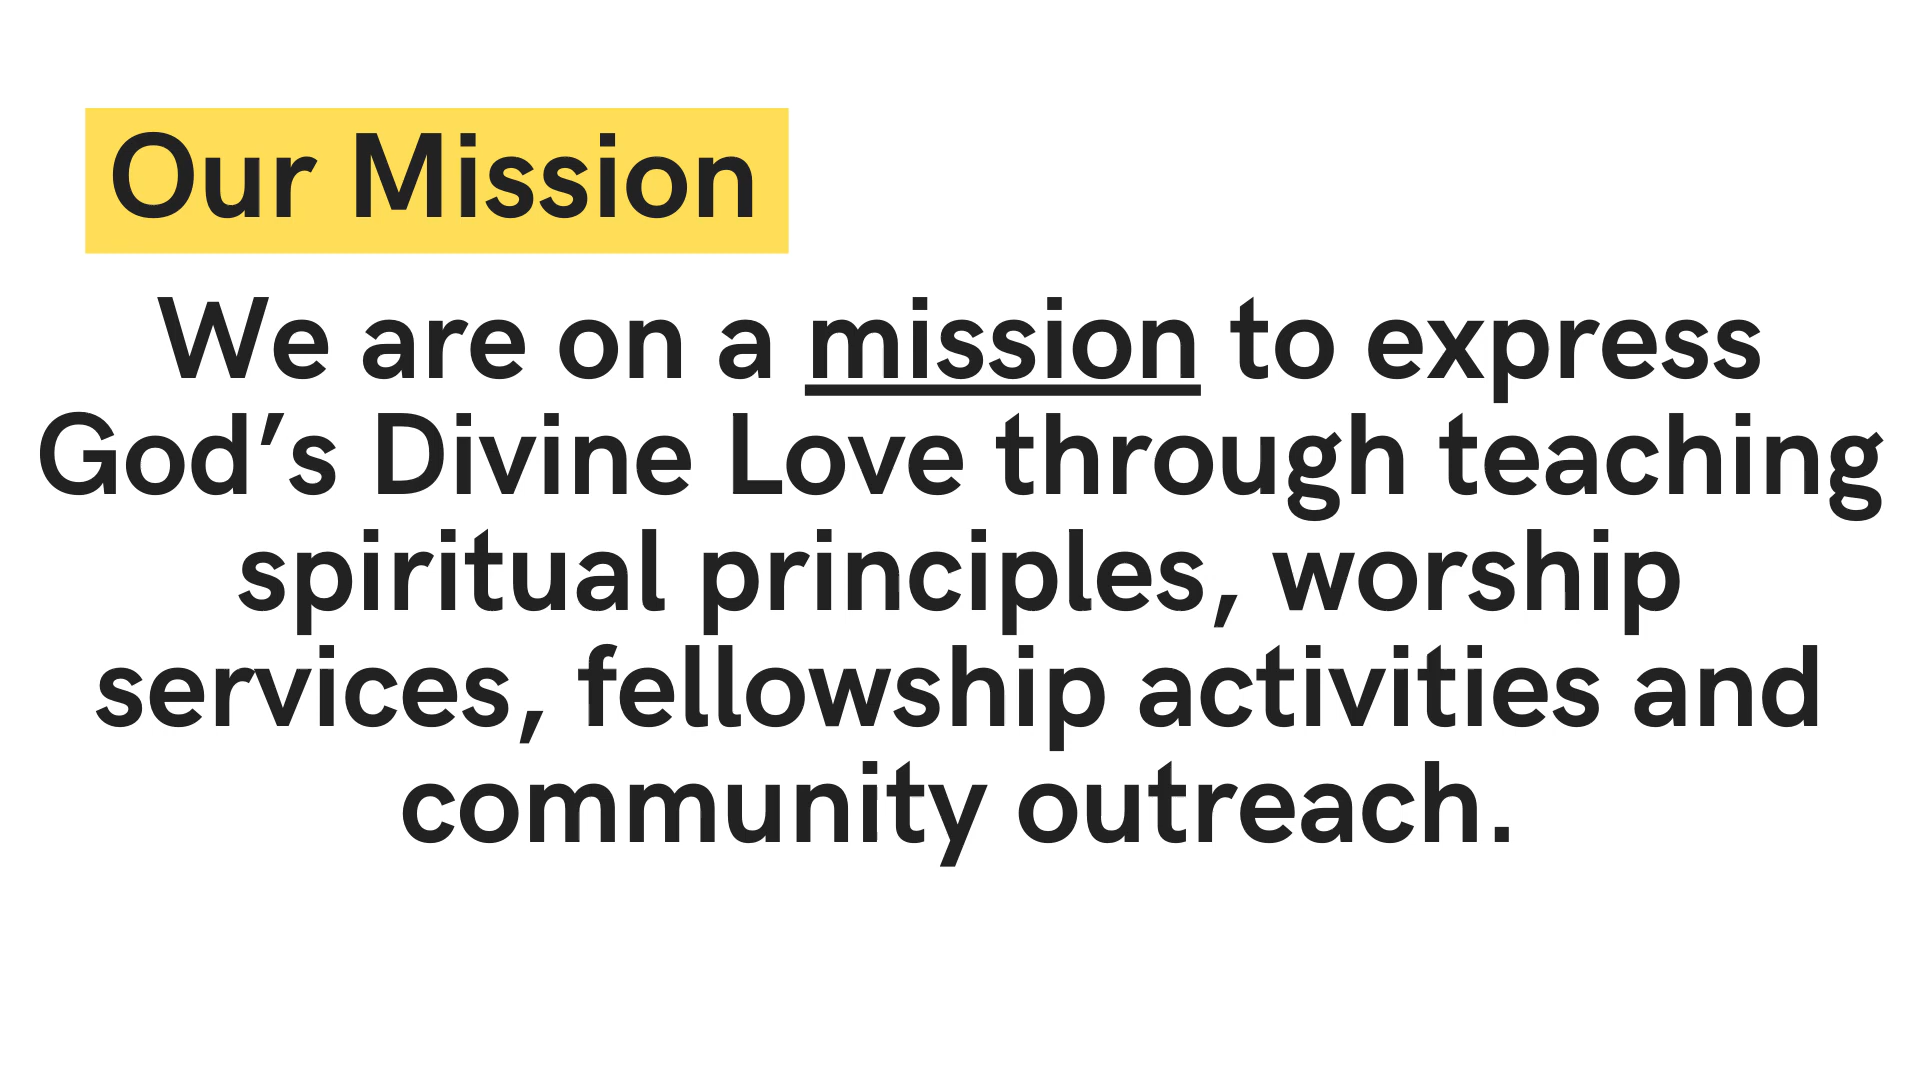 Our Mission
We are on a mission to express
God’s Divine Love through teaching
spiritual principles, worship
services, fellowship activities and
community outreach.